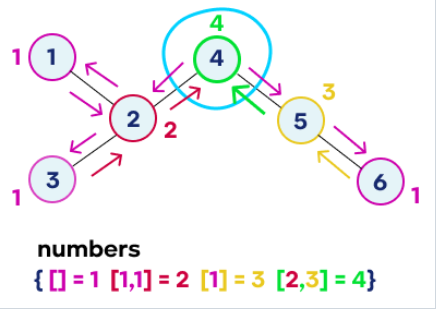 4
1 1 4 3
2 5
2
3 6
1 1
numbers
{ [] = 1 [1,1] = 2 [1] = 3 [2,3] = 4}